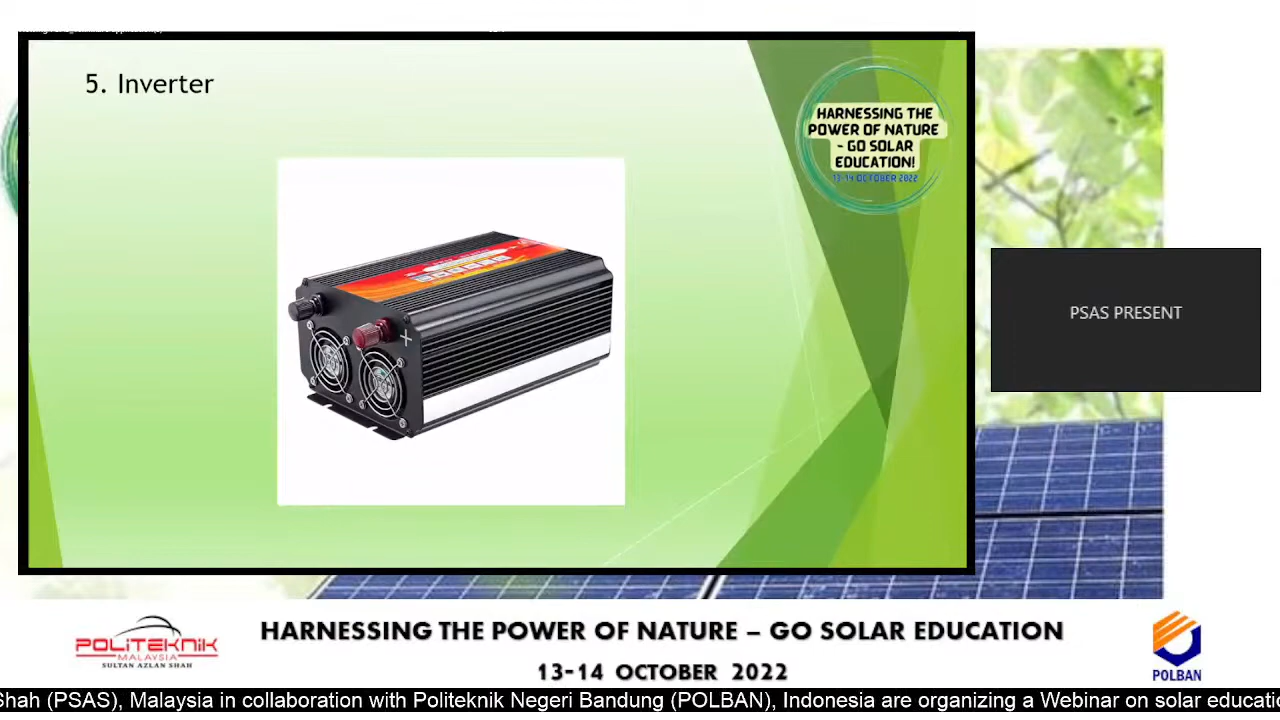 5. Inverter
HARNESSING THE
POWER OF NATURE
- GO SOLAR
EDUCATION!
13-14 OCTOBER 2022
PSAS PRESENT
POLITEKNIK
MALAYSIA
SULTAN AZLAN SHAH
HARNESSING THE POWER OF NATURE – GO SOLAR EDUCATION
13-14 OCTOBER 2022
POLBAN
Shah (PSAS), Malaysia in collaboration with Politeknik Negeri Bandung (POLBAN), Indonesia are organizing a Webinar on solar educati